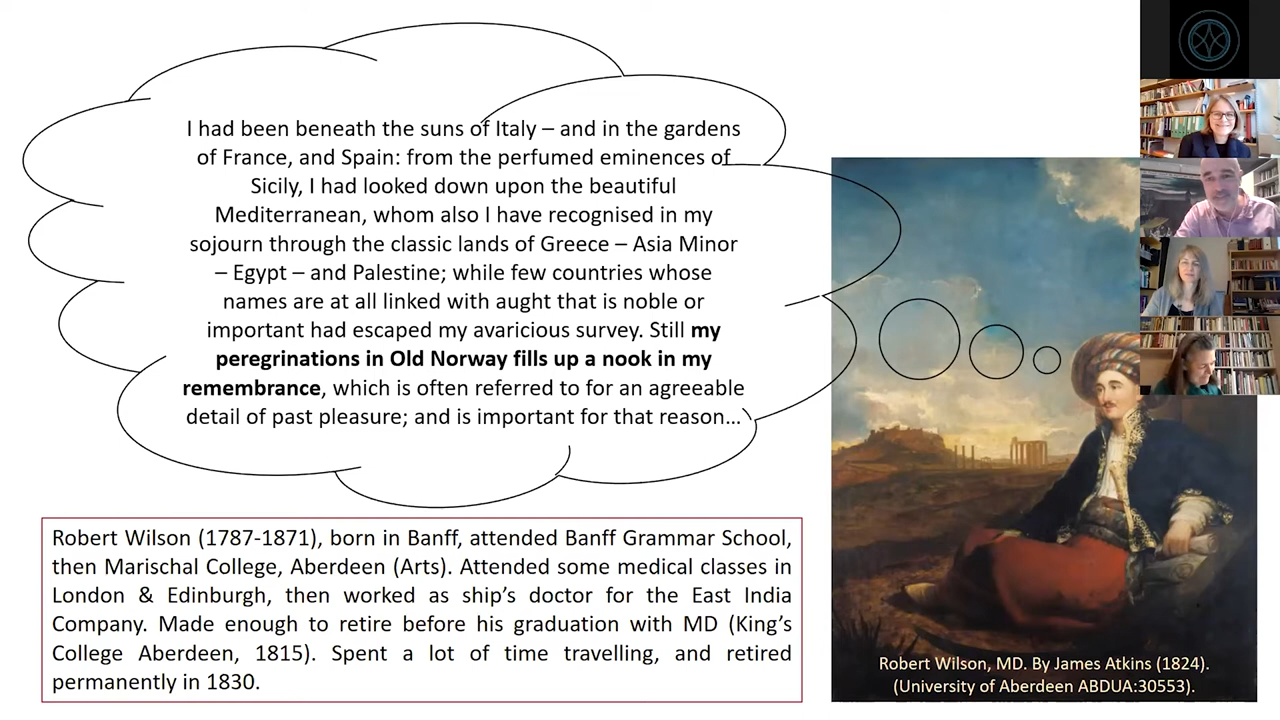 I had been beneath the suns of Italy – and in the gardens
of France, and Spain: from the perfumed eminences of
Sicily, I had looked down upon the beautiful
Mediterranean, whom also I have recognised in my
sojourn through the classic lands of Greece – Asia Minor
– Egypt – and Palestine; while few countries whose
names are at all linked with aught that is noble or
important had escaped my avaricious survey. Still my
peregrinations in Old Norway fills up a nook in my
remembrance, which is often referred to for an agreeable
detail of past pleasure; and is important for that reason…
Robert Wilson (1787-1871), born in Banff, attended Banff Grammar School,
then Marischal College, Aberdeen (Arts). Attended some medical classes in
London & Edinburgh, then worked as ship's doctor for the East India
Company. Made enough to retire before his graduation with MD (King's
College Aberdeen, 1815). Spent a lot of time travelling, and retired
permanently in 1830.
Robert Wilson, MD. By James Atkins (1824).
(University of Aberdeen ABDUA:30553).